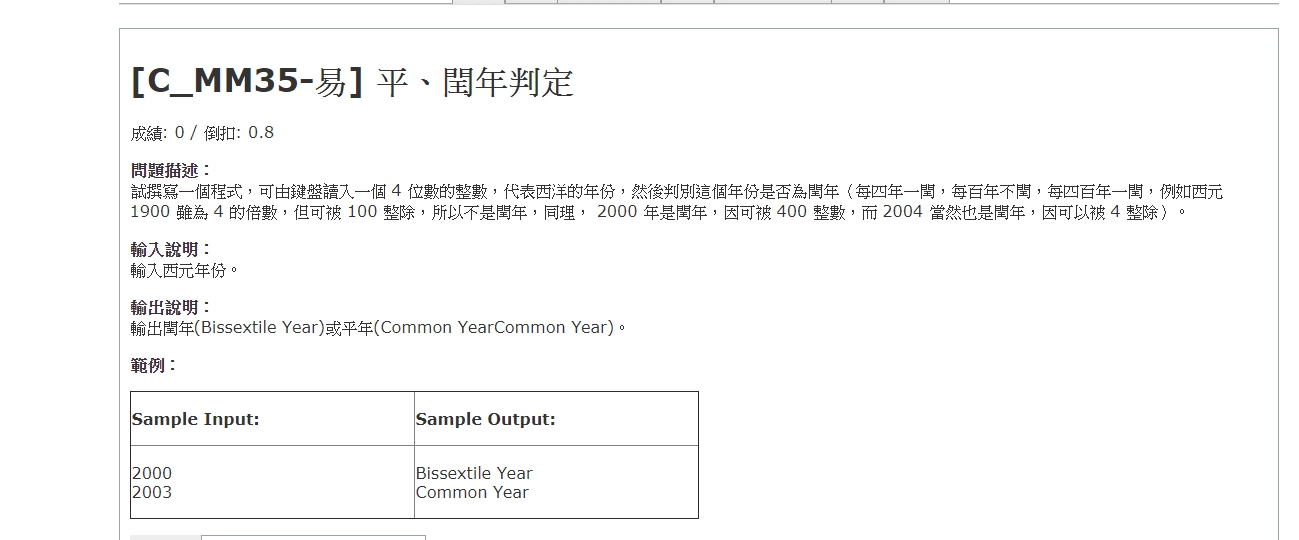 [C_MM35-易] 平、閏年判定
成績: 0 / 倒扣: 0.8
問題描述：
試撰寫一個程式，可由鍵盤讀入一個 4 位數的整數，代表西洋的年份，然後判別這個年份是否為閏年（每四年一閏，每百年不閏，每四百年一閏，例如西元
1900 雖為 4 的倍數，但可被 100 整除，所以不是閏年，同理， 2000 年是閏年，因可被 400 整數，而 2004 當然也是閏年，因可以被 4 整除）。
輸入說明：
輸入西元年份。
輸出說明：
輸出閏年(Bissextile Year)或平年(Common YearCommon Year)。
範例：
Sample Input: Sample Output:
2000 Bissextile Year
2003 Common Year